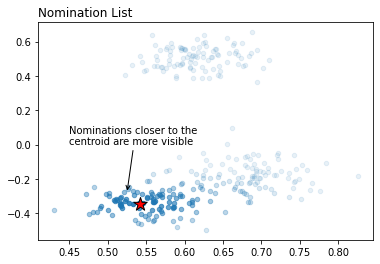 Nomination List
0.6
0.4
0.2
0.0
−0.2
−0.4
Nominations closer to the
centroid are more visible
0.45 0.50 0.55 0.60 0.65 0.70 0.75 0.80